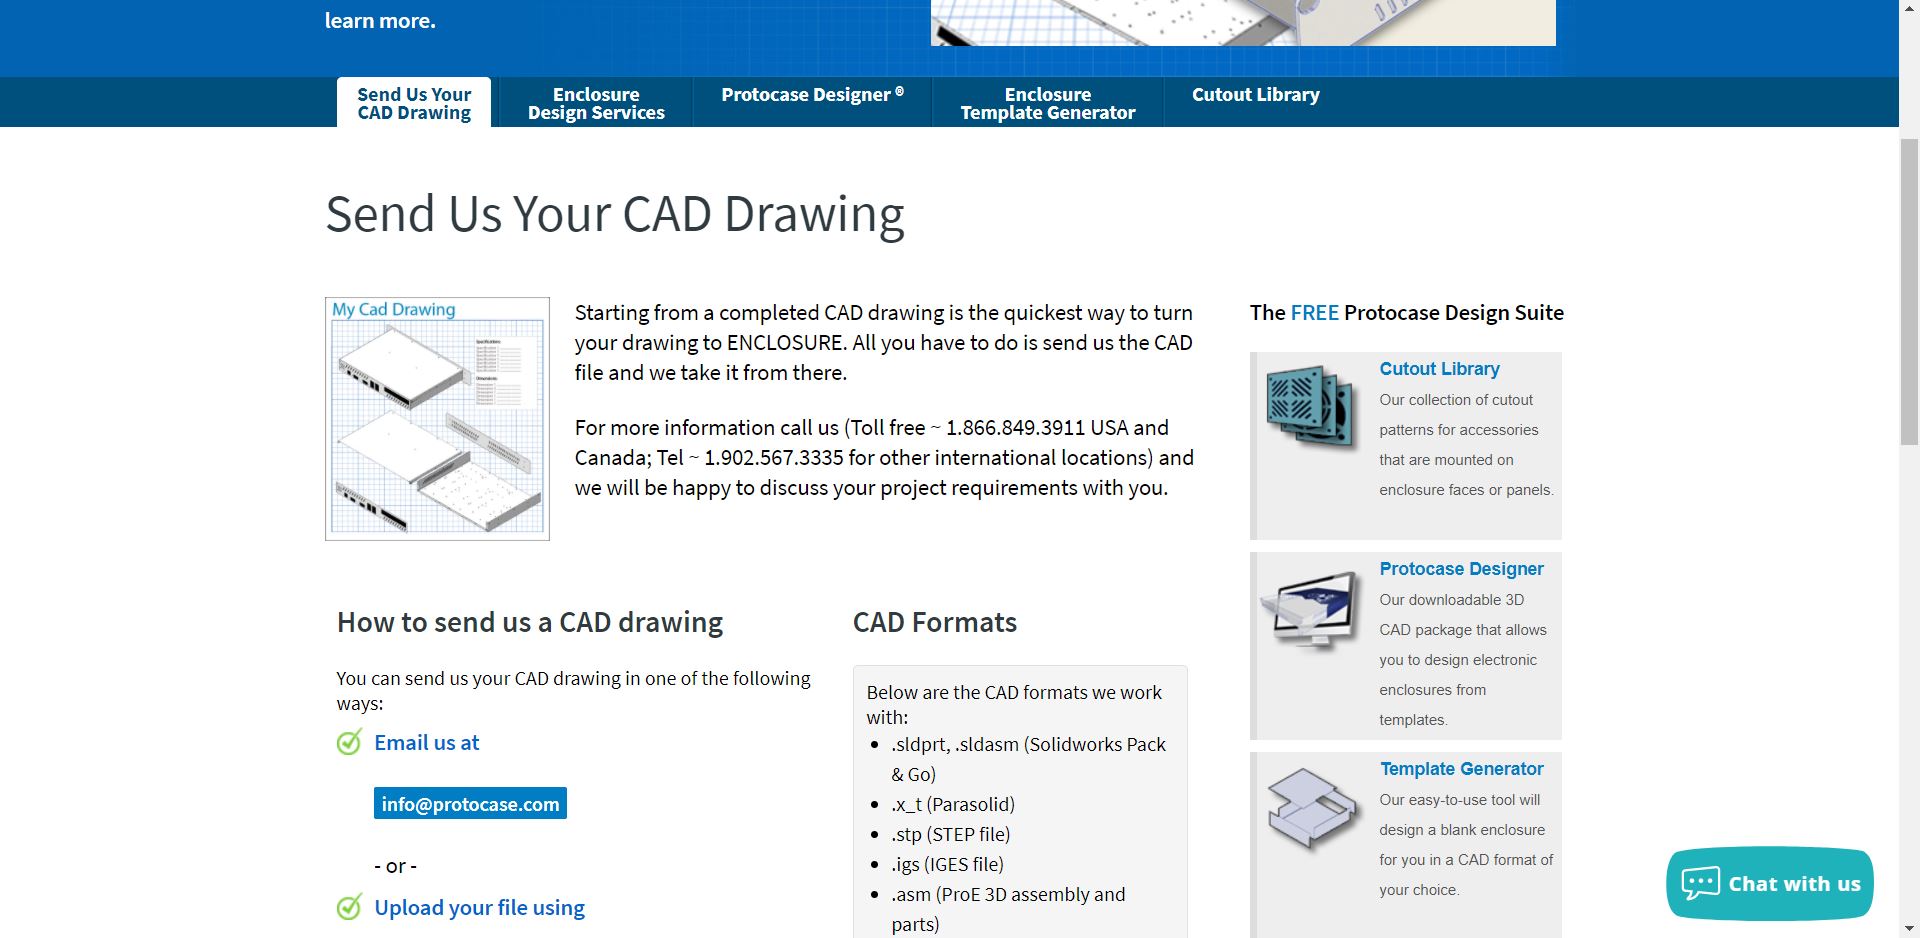 learn more.
Send Us Your
CAD Drawing
Enclosure
Design Services
Protocase Designer ®
Enclosure
Template Generator
Cutout Library
Send Us Your CAD Drawing
My Cad Drawing
Specifications:
Dimensions:
Starting from a completed CAD drawing is the quickest way to turn
your drawing to ENCLOSURE. All you have to do is send us the CAD
file and we take it from there.
For more information call us (Toll free ~ 1.866.849.3911 USA and
Canada; Tel ~ 1.902.567.3335 for other international locations) and
we will be happy to discuss your project requirements with you.
The FREE Protocase Design Suite
Cutout Library
Our collection of cutout
patterns for accessories
that are mounted on
enclosure faces or panels.
Protocase Designer
Our downloadable 3D
CAD package that allows
you to design electronic
enclosures from
templates.
Template Generator
Our easy-to-use tool will
design a blank enclosure
for you in a CAD format of
your choice.
How to send us a CAD drawing
You can send us your CAD drawing in one of the following
ways:
Email us at
info@protocase.com
- or -
Upload your file using
CAD Formats
Below are the CAD formats we work
with:
.sldprt, .sldasm (Solidworks Pack
& Go)
.x_t (Parasolid)
.stp (STEP file)
.igs (IGES file)
.asm (ProE 3D assembly and
parts)
Chat with us